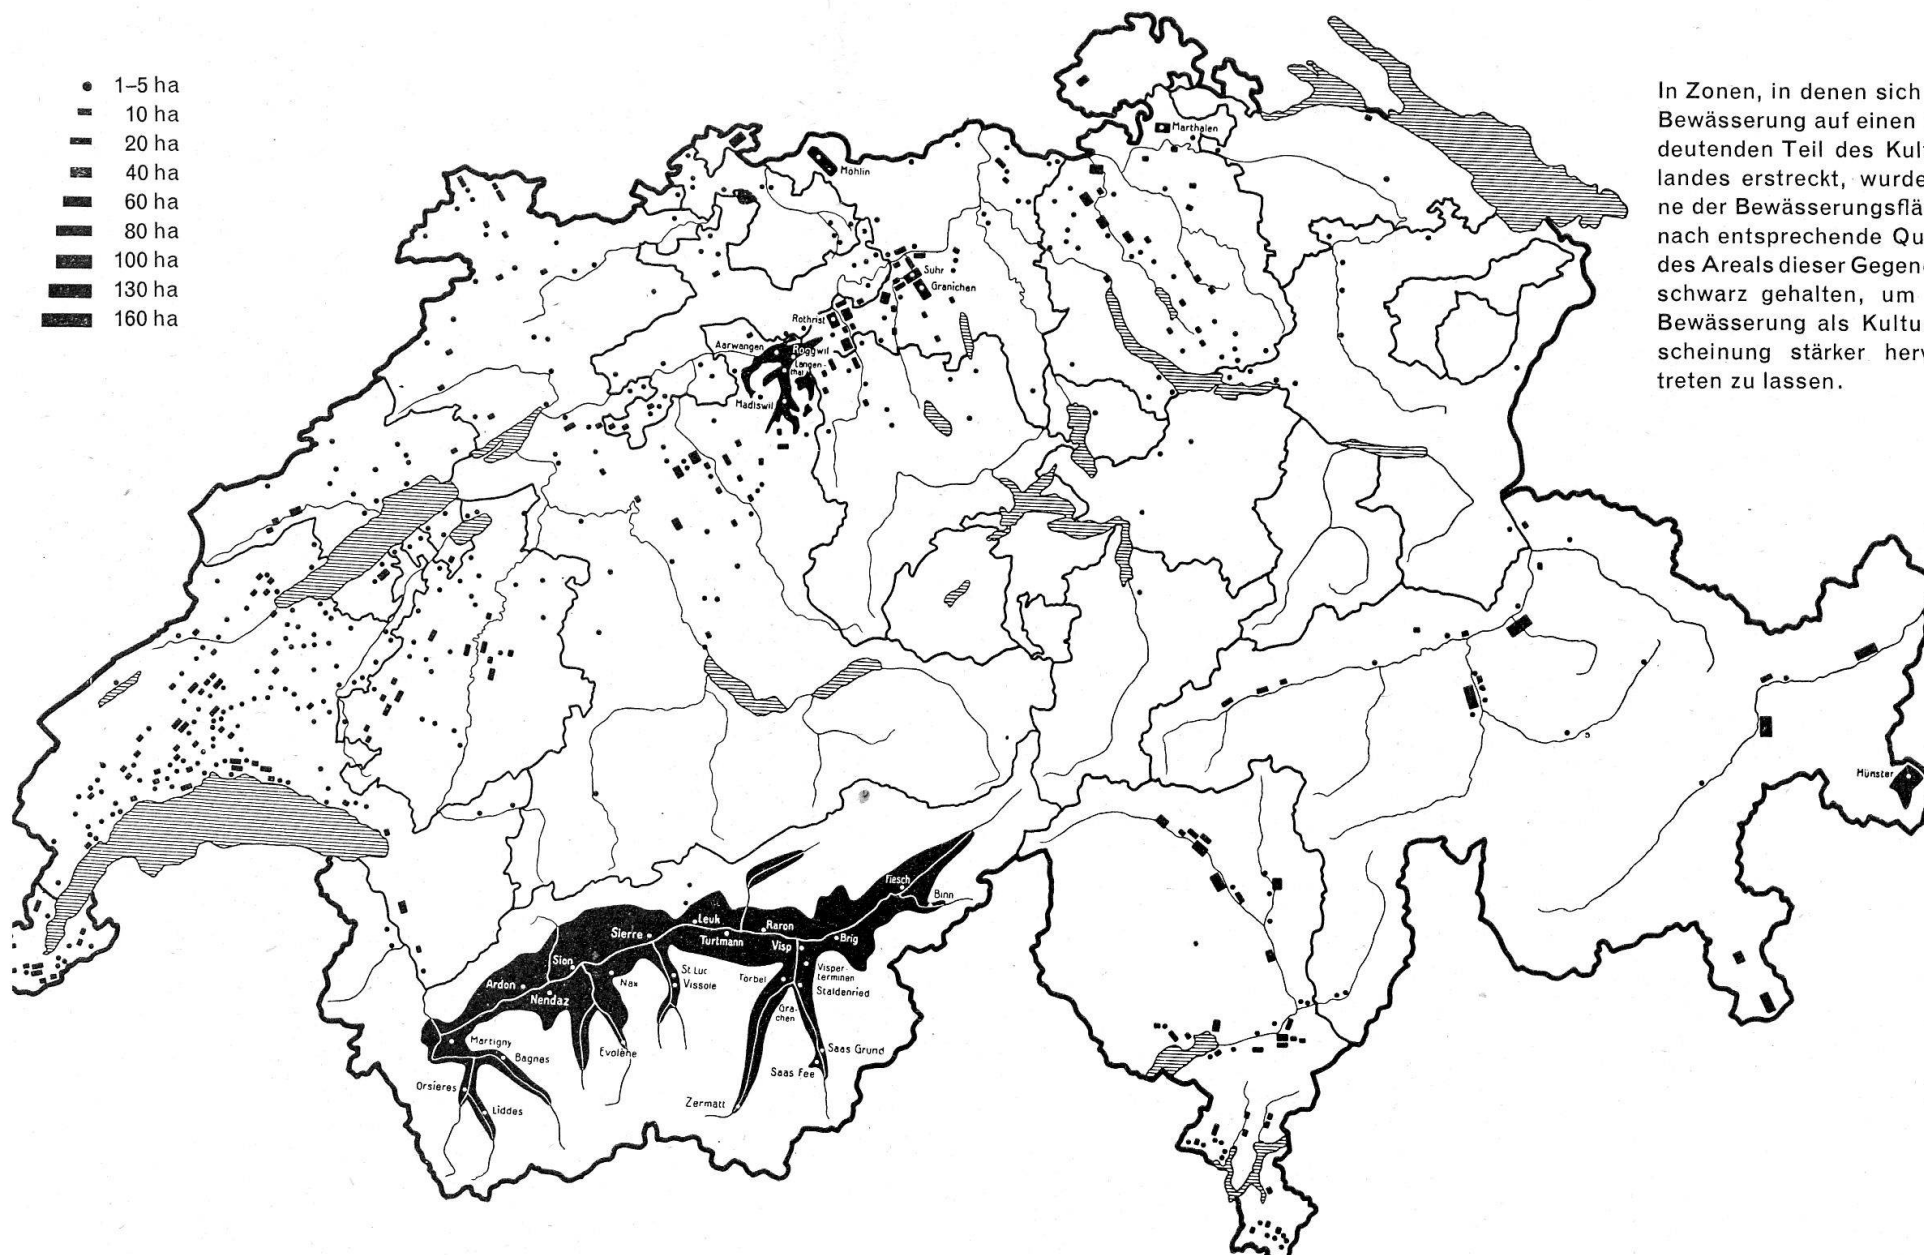 1–5 ha
10 ha
20 ha
40 ha
60 ha
80 ha
100 ha
130 ha
160 ha
In Zonen, in denen sich
Bewässerung auf einen
deutenden Teil des Kult
landes erstreckt, wurde
ne der Bewässerungsflä
nach entsprechende Qu
des Areals dieser Gegen
schwarz gehalten, um
Bewässerung als Kultu
scheinung stärker herv
treten zu lassen.
Marthalen
Möhlin
Suhr
Granichen
Rothrist
Aarwangen
Roggwil
Langen-
thal
Madiswil
Münster
Fiesch
Binn
Leuk
Raron
Sierre
Turtmann
Visp
Brig
Sion
St Luc
Vissoie
Törbel
Visper-
terminen
Staldenried
Ardon
Nendaz
Nax
Gra-
chen
Martigny
Bagnes
Evolène
Saas Grund
Saas Fee
Orsieres
Liddes
Zermatt